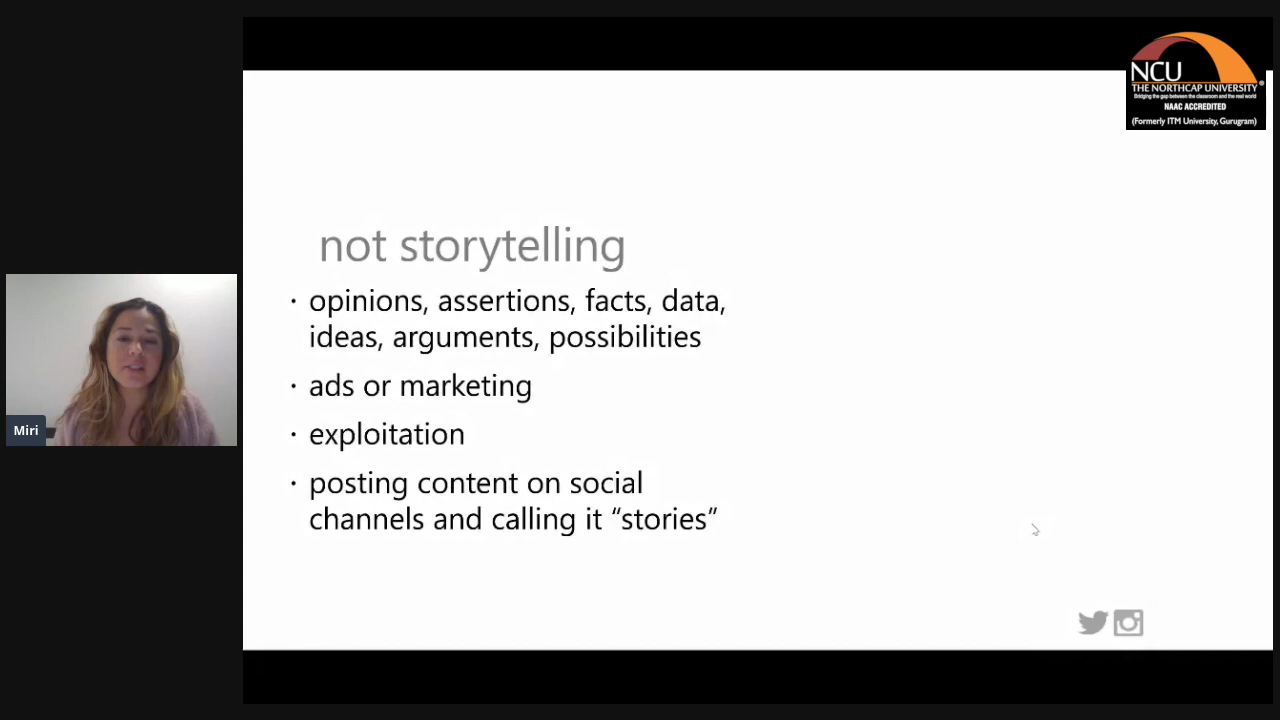 NCU
THE NORTHCAP UNIVERSITY®
Bridging the gap between the classroom and the real world
NAAC ACCREDITED
(Formerly ITM University, Gurugram)
not storytelling
· opinions, assertions, facts, data,
ideas, arguments, possibilities
· ads or marketing
· exploitation
· posting content on social
channels and calling it “stories”
Miri